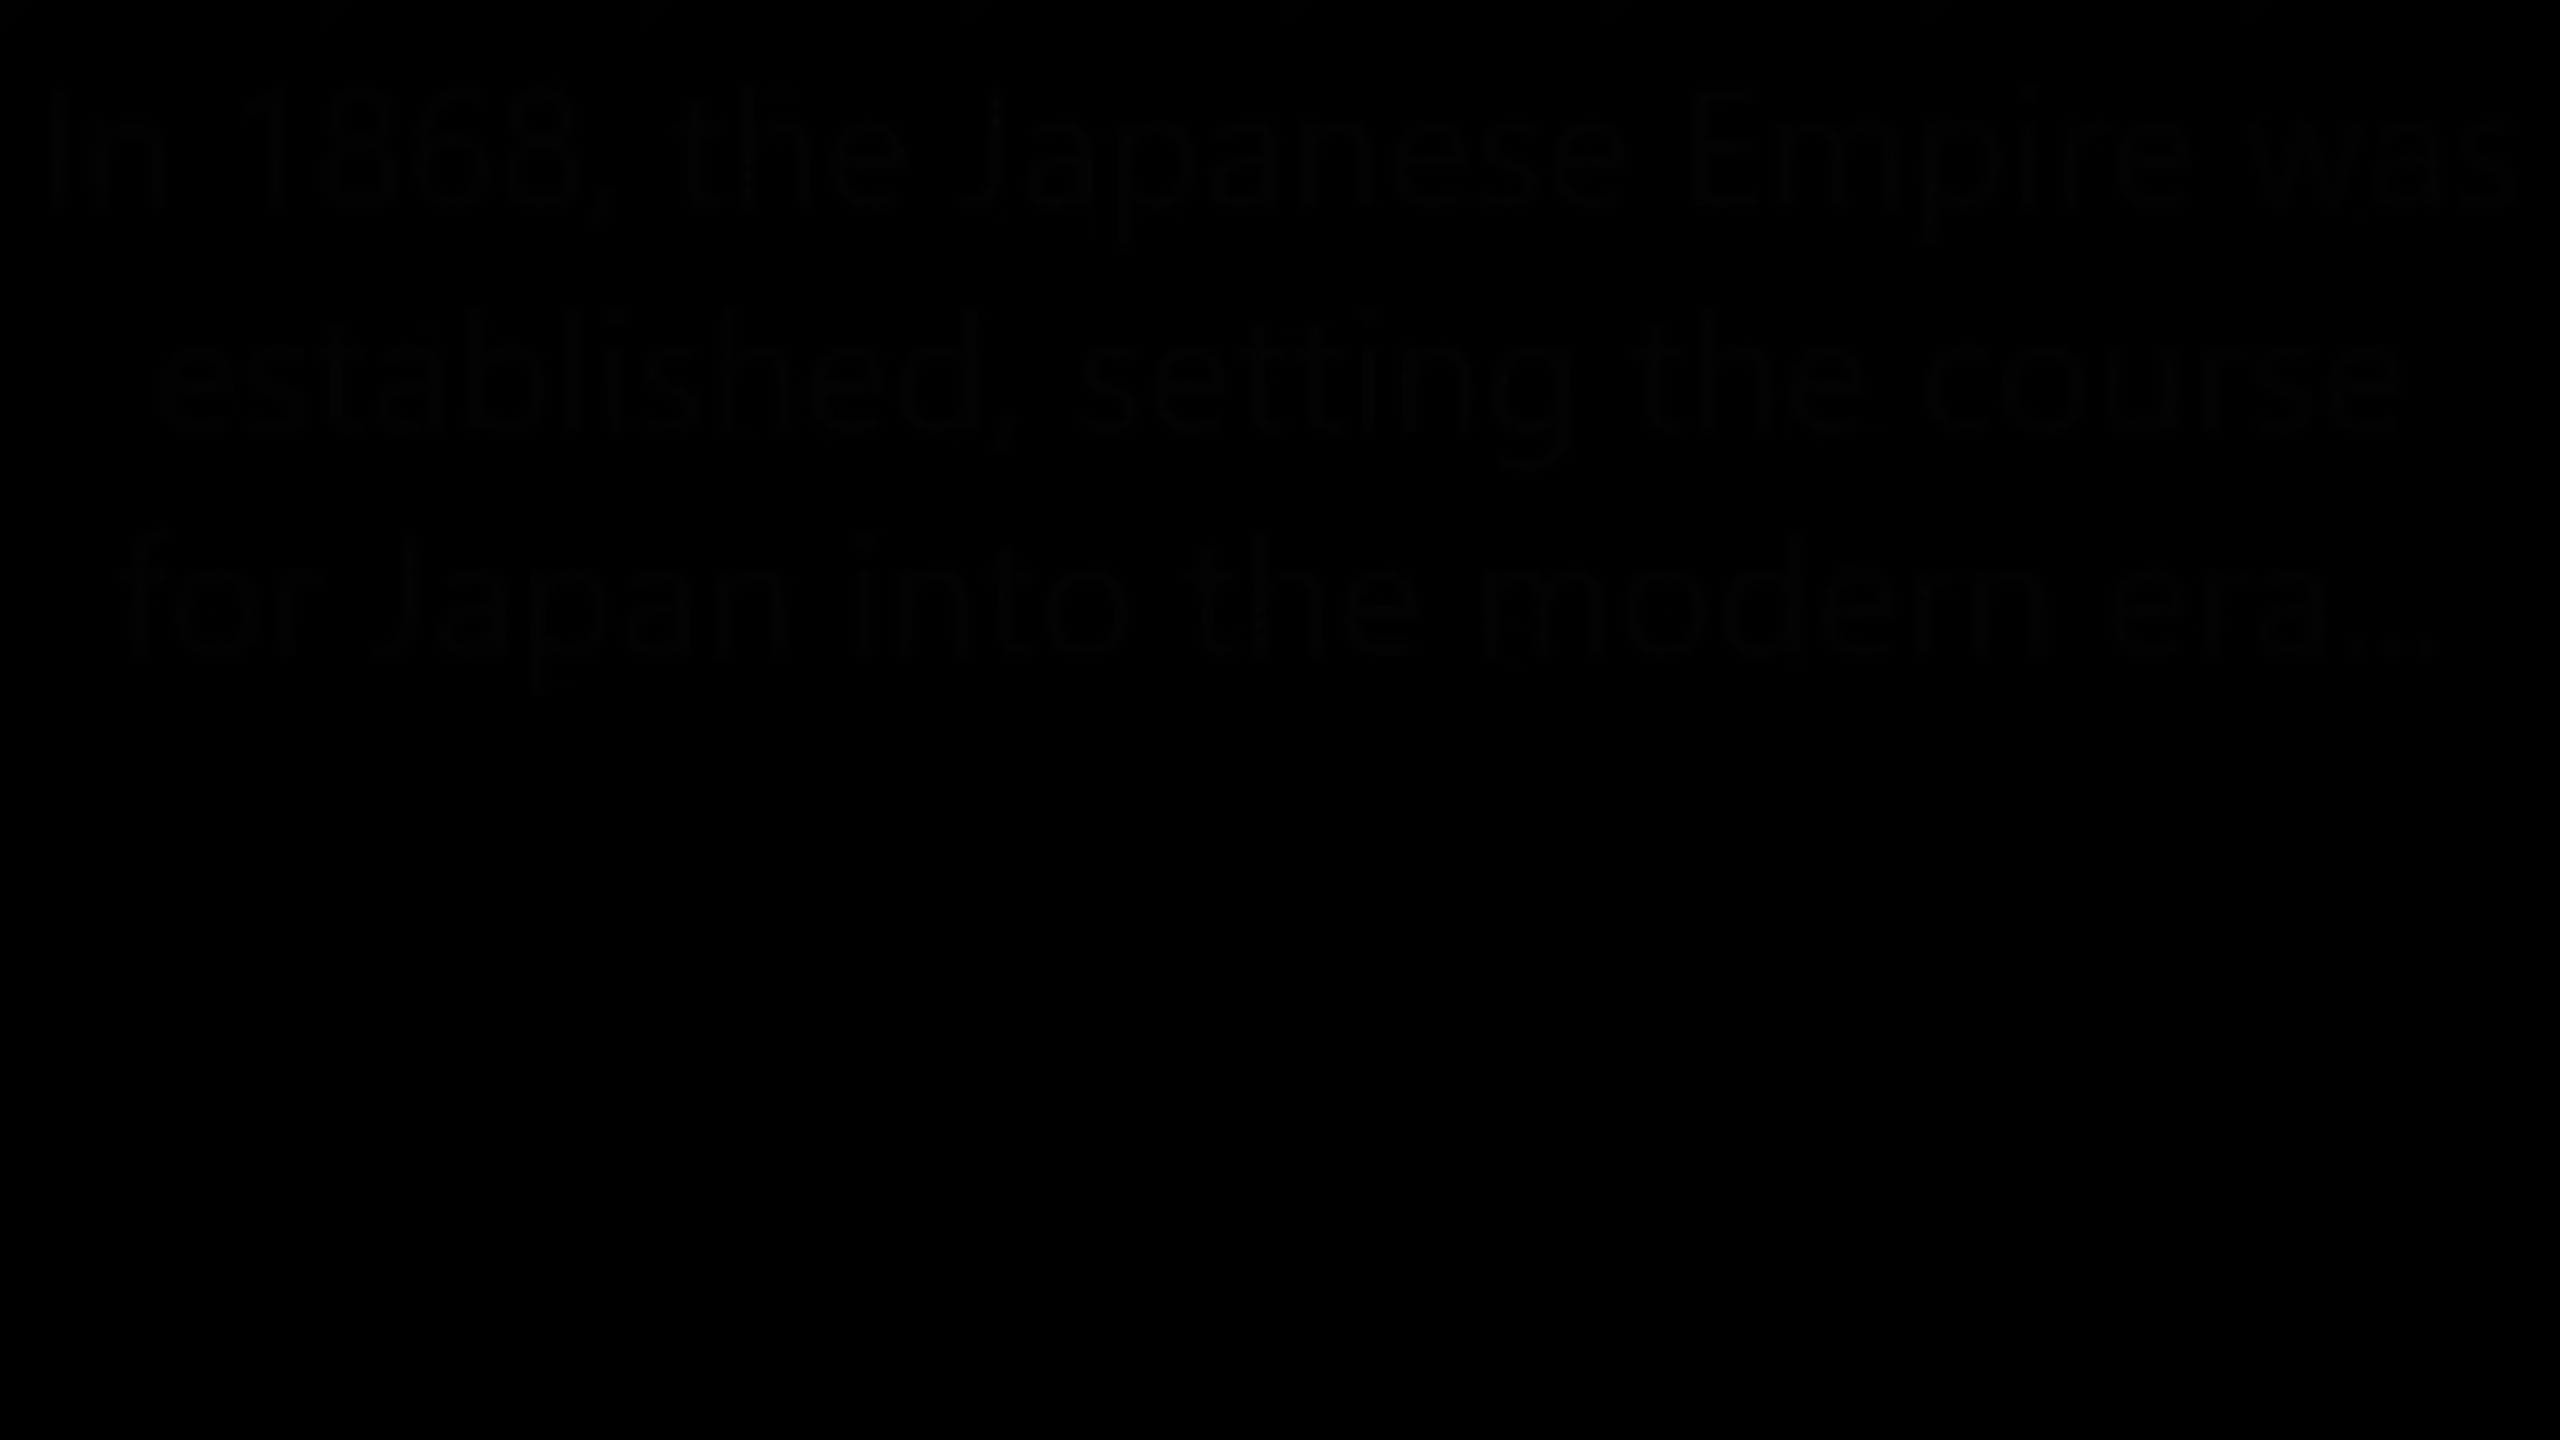 In 1868, the Japanese Empire was
established, setting the course
for Japan into the modern era...